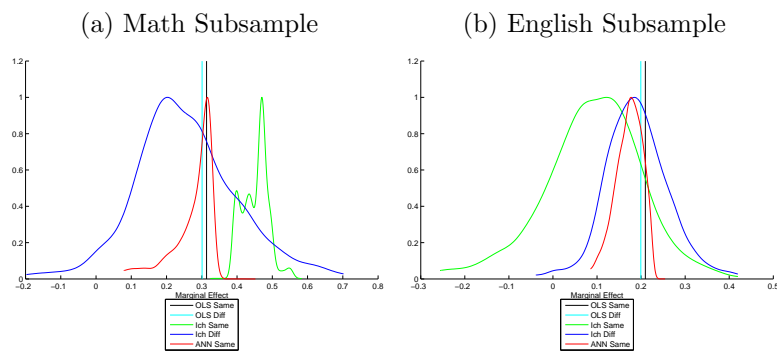 (a) Math Subsample
(b) English Subsample
1.2
1
0.8
0.6
0.4
0.2
0
−0.2 −0.1 0 0.1 0.2 0.3 0.4 0.5 0.6 0.7 0.8
Marginal Effect
OLS Same
OLS Diff
Ich Same
Ich Diff
ANN Same
1.2
1
0.8
0.6
0.4
0.2
0
−0.3 −0.2 −0.1 0 0.1 0.2 0.3 0.4 0.5
Marginal Effect
OLS Same
OLS Diff
Ich Same
Ich Diff
ANN Same